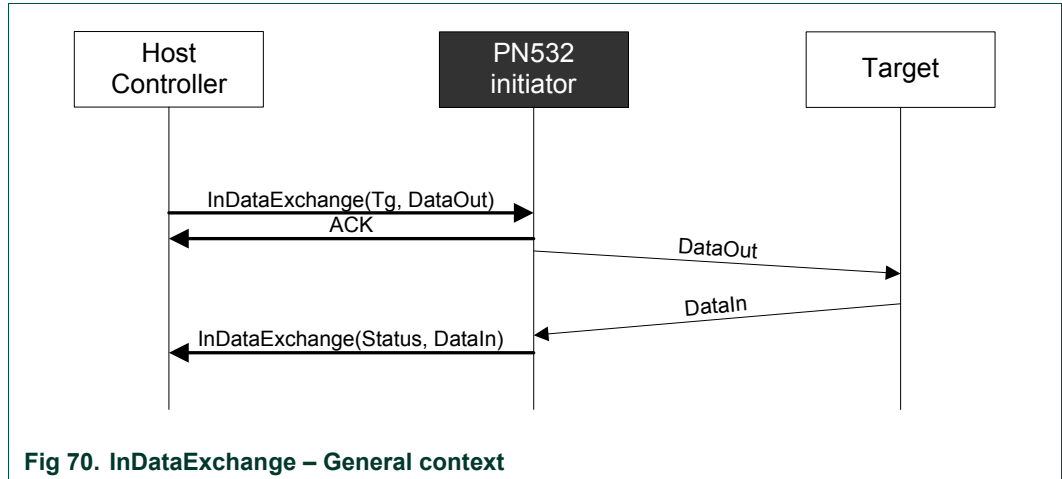 Host
Controller
PN532
initiator
Target
InDataExchange(Tg, DataOut)
ACK
DataOut
DataIn
InDataExchange(Status, DataIn)
Fig 70. InDataExchange – General context